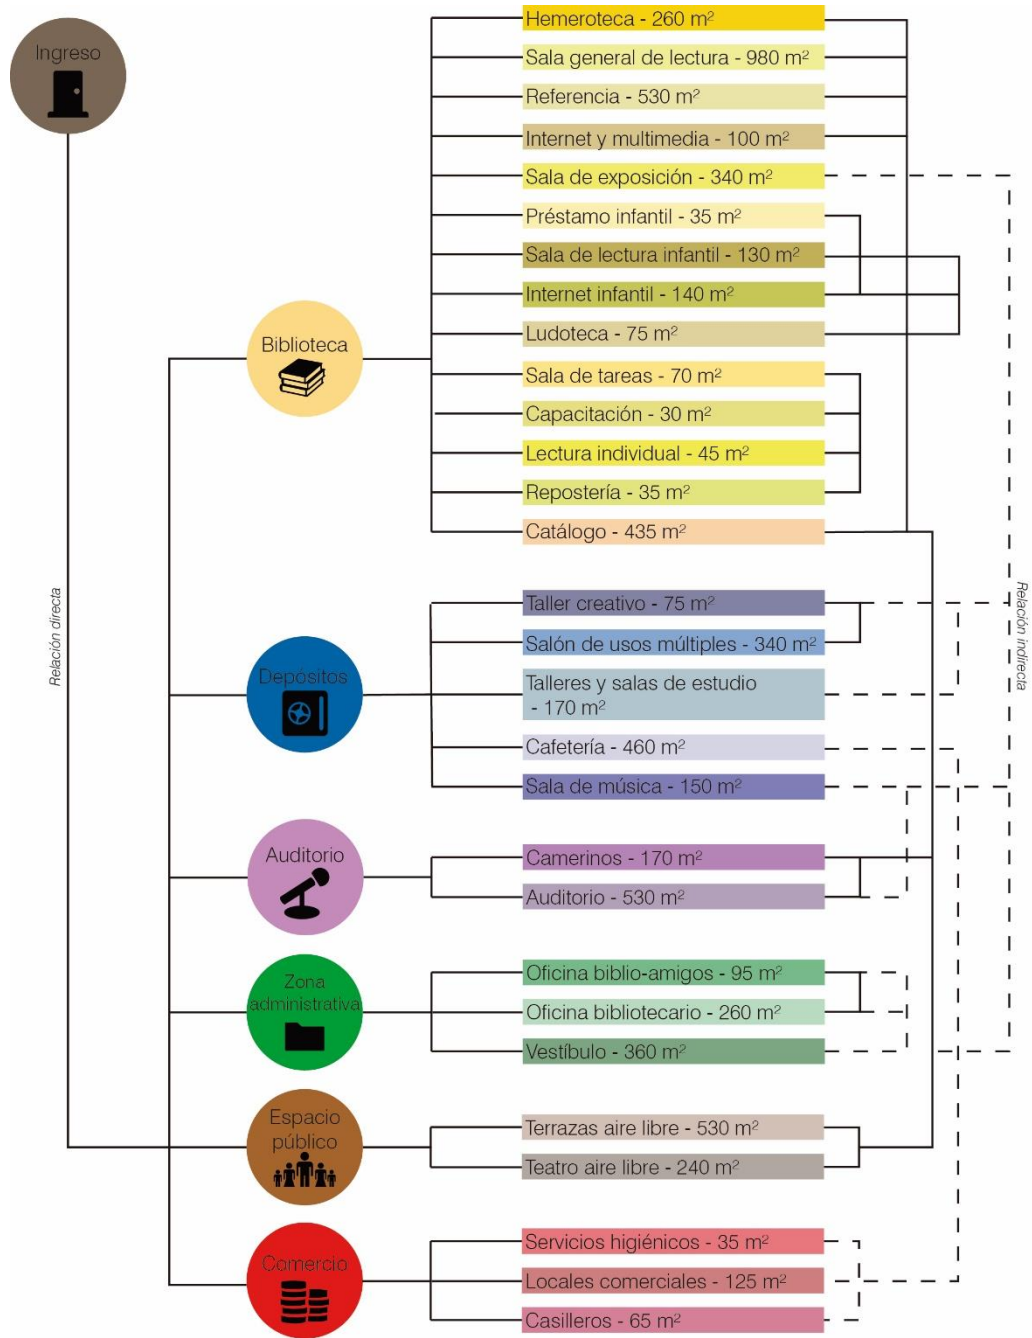 Ingreso
Hemeroteca - 260 m²
Sala general de lectura - 980 m²
Referencia - 530 m²
Internet y multimedia - 100 m²
Sala de exposición - 340 m²
Préstamo infantil - 35 m²
Sala de lectura infantil - 130 m²
Internet infantil - 140 m²
Ludoteca - 75 m²
Biblioteca
Sala de tareas - 70 m²
Capacitación - 30 m²
Lectura individual - 45 m²
Repostería - 35 m²
Catálogo - 435 m²
Relación directa
Relación indirecta
Depósitos
Taller creativo - 75 m²
Salón de usos múltiples - 340 m²
Talleres y salas de estudio
- 170 m²
Cafetería - 460 m²
Sala de música - 150 m²
Auditorio
Camerinos - 170 m²
Auditorio - 530 m²
Zona
administrativa
Oficina biblio-amigos - 95 m²
Oficina bibliotecario - 260 m²
Vestíbulo - 360 m²
Espacio
público
Terrazas aire libre - 530 m²
Teatro aire libre - 240 m²
Comercio
Servicios higiénicos - 35 m²
Locales comerciales - 125 m²
Casilleros - 65 m²